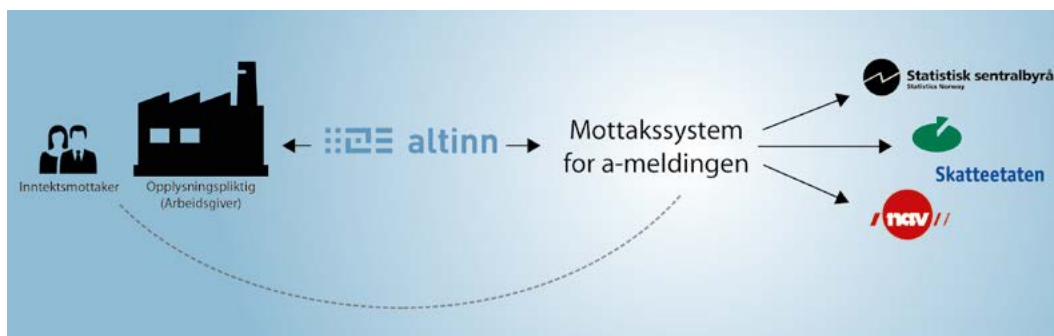 Inntektsmottaker
Opplysningspliktig
(Arbeidsgiver)
altinn
Mottakssystem
for a-meldingen
Statistisk sentralbyrå
Statistics Norway
Skatteetaten
nav